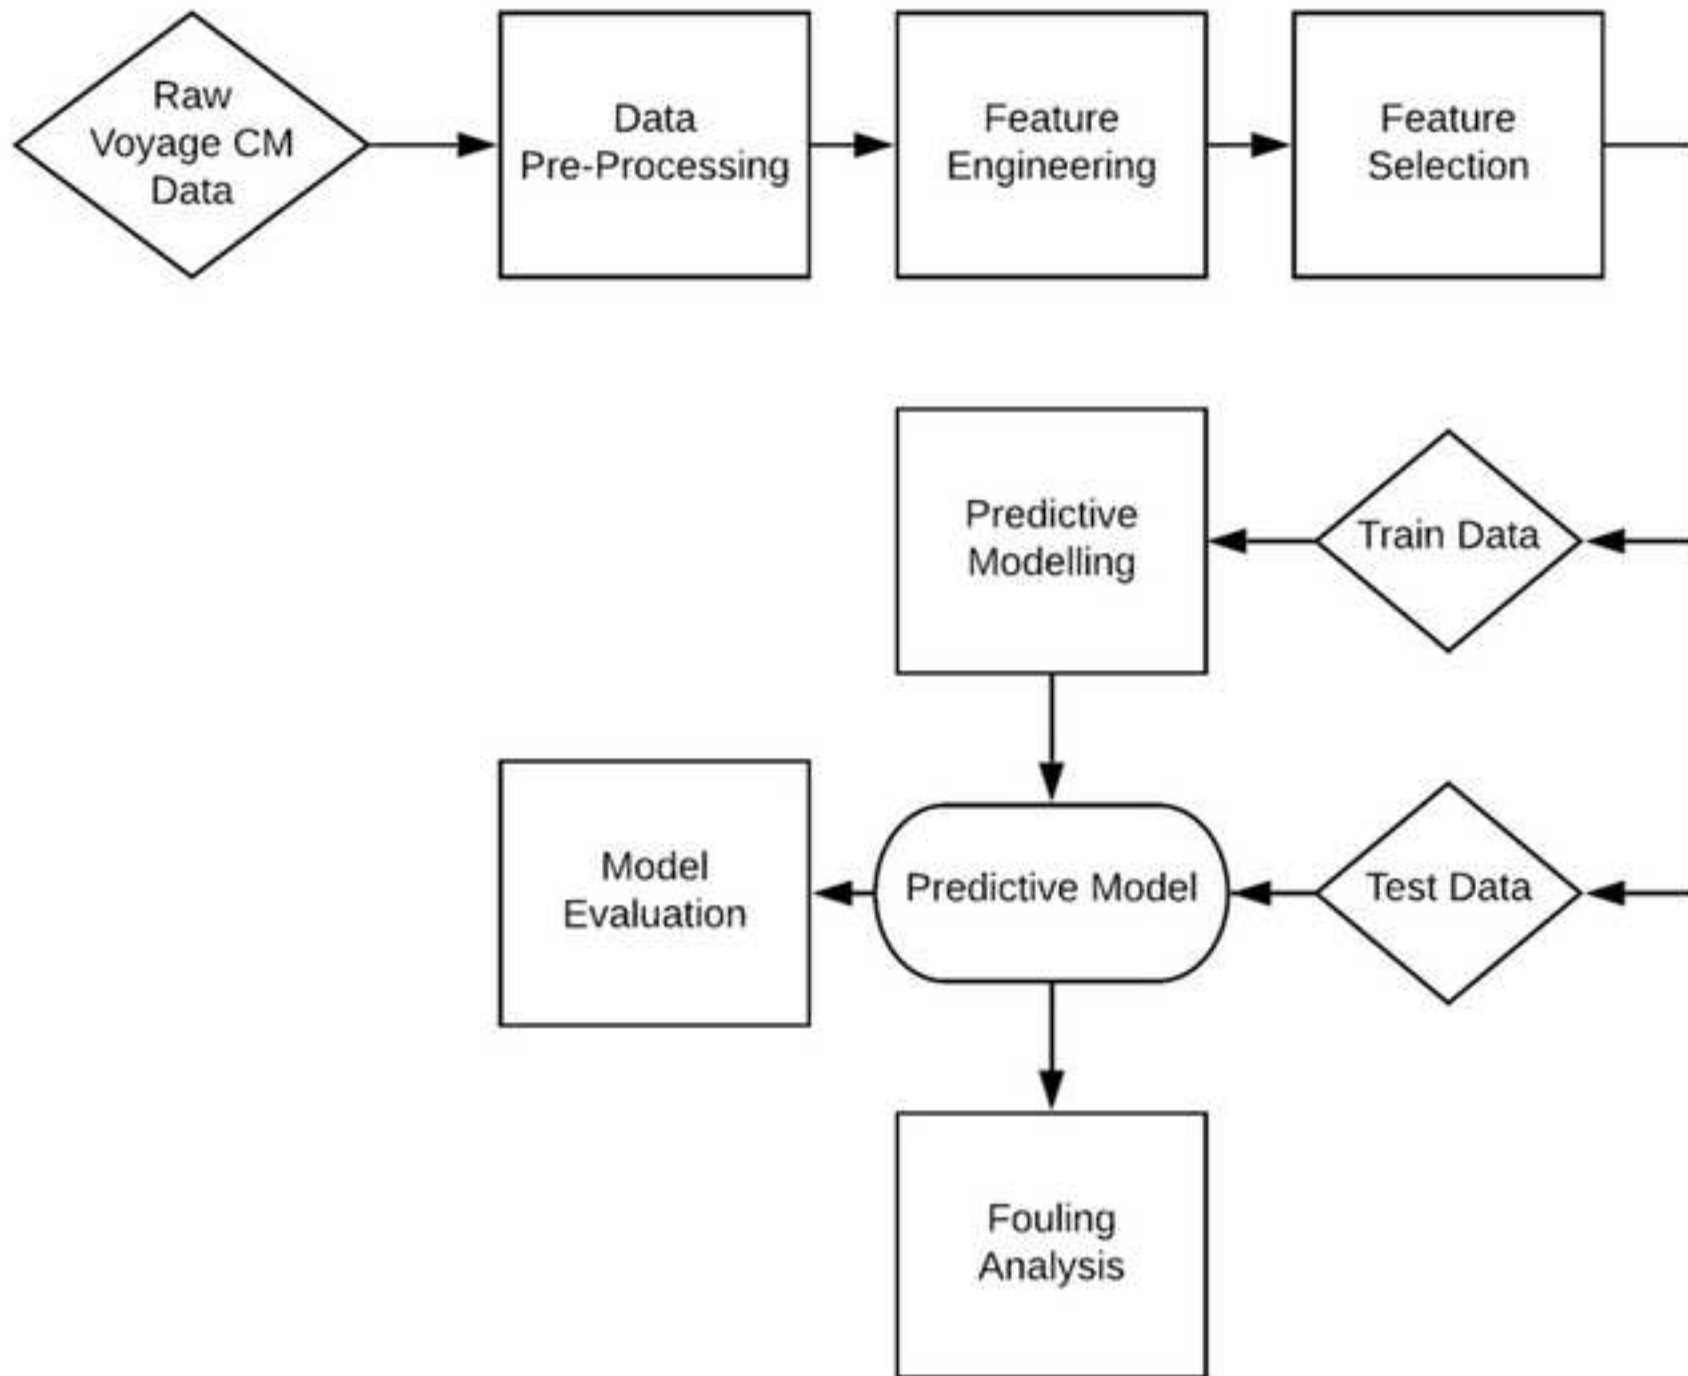 Raw
Voyage CM
Data
Data
Pre-Processing
Feature
Engineering
Feature
Selection
Predictive
Modelling
Train Data
Model
Evaluation
Predictive Model
Test Data
Fouling
Analysis